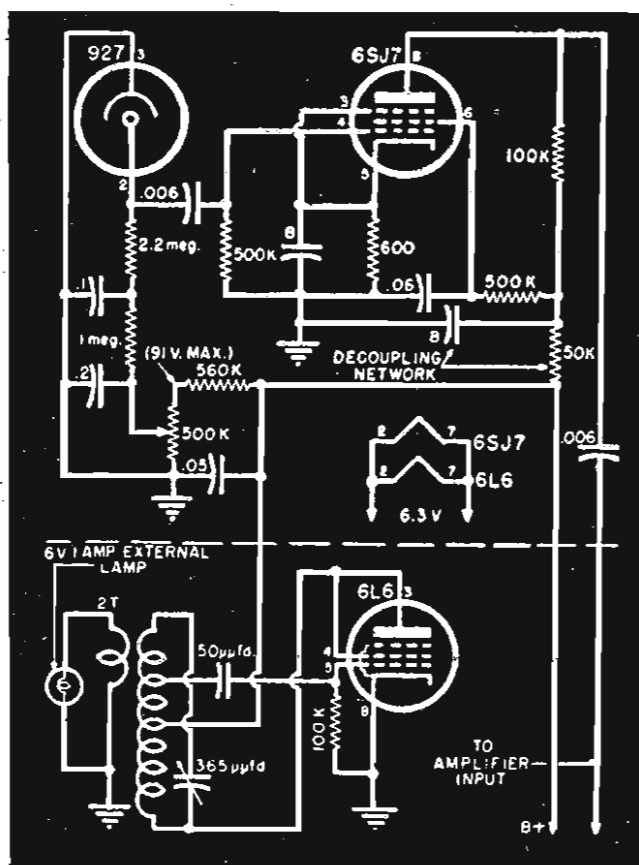 927
3
6SJ7
8
3
4
6
5
2
.006
2.2 meg.
500K
8
600
100K
.06
500K
.1
1 meg.
8
DECOUPLING
NETWORK
50K
(91 V. MAX.)
560K
.2
500K
.05
2
7
6SJ7
2
7
6L6
6.3 V
.006
6V LAMP EXTERNAL
LAMP
2T
50µµfd.
6L6
3
4
5
8
100K
365µµfd
TO
AMPLIFIER
INPUT
B+